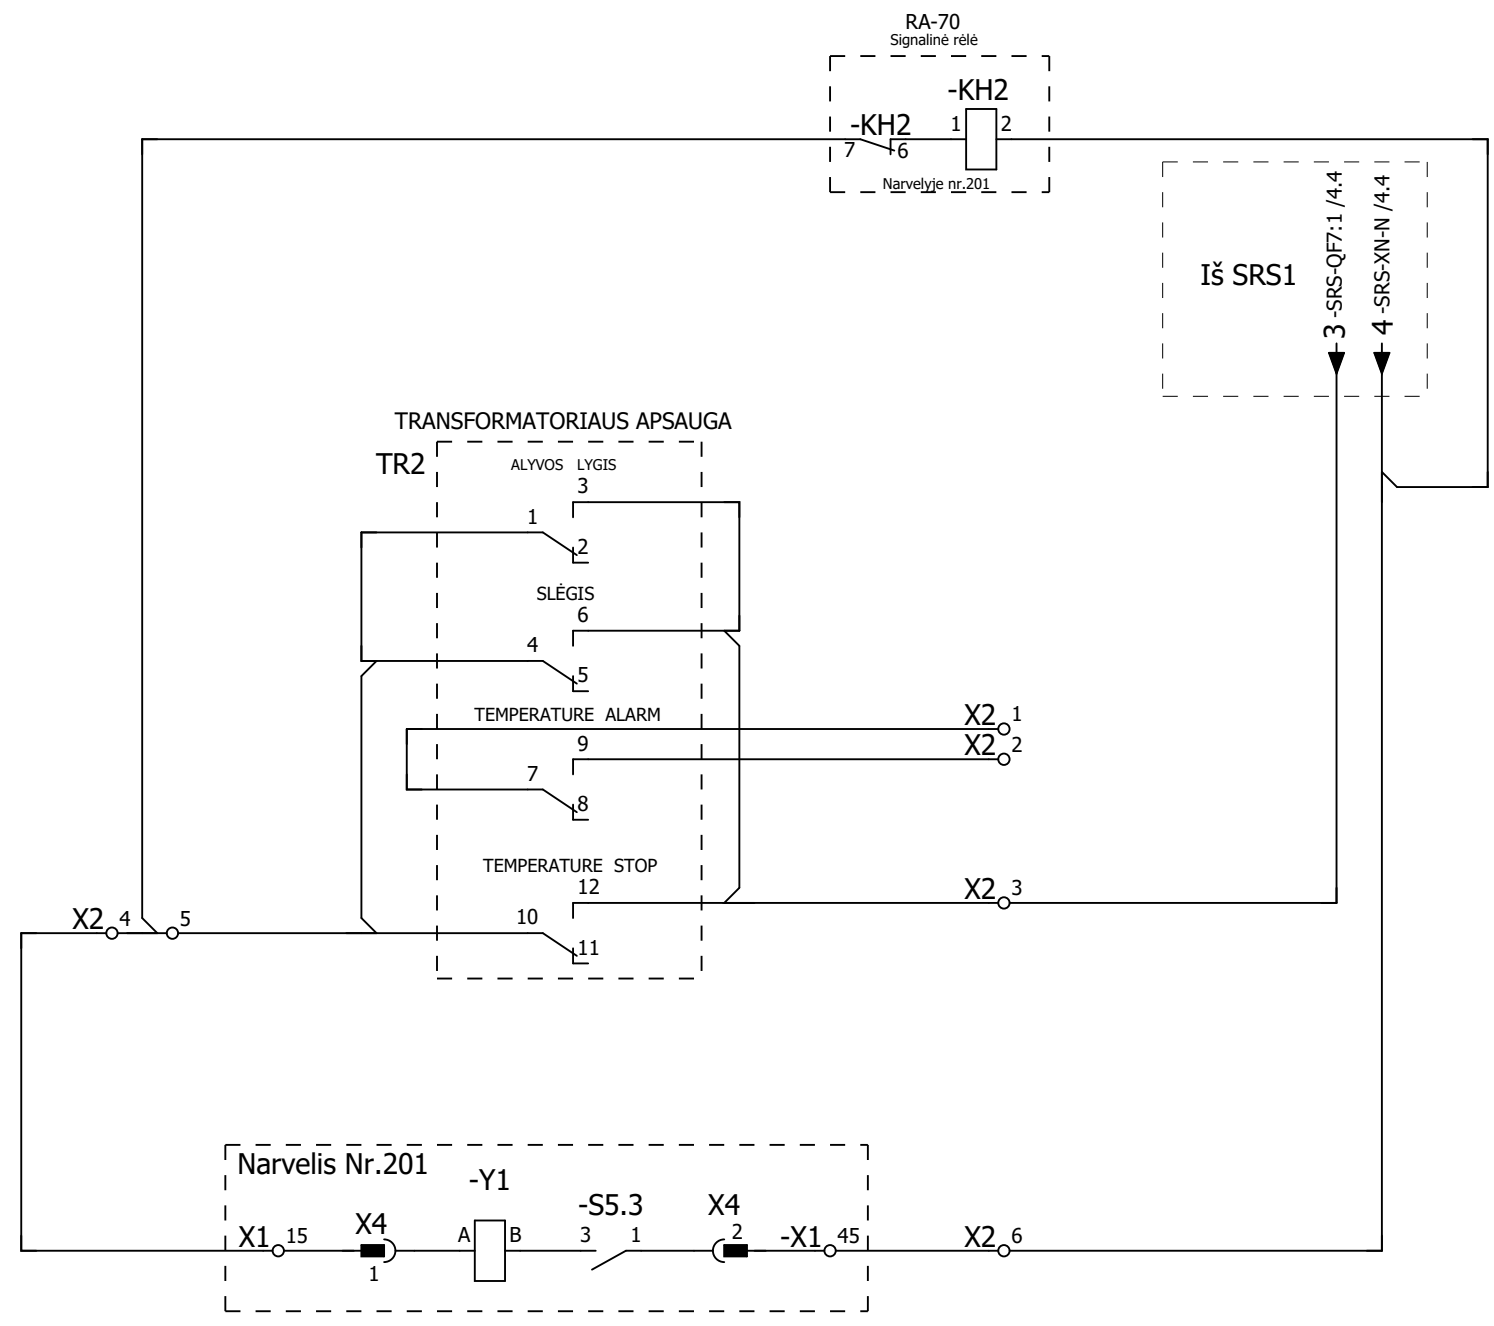 RA-70
Signalinė rėlė
-KH2
-KH2
1 2
7 6
Narvelyje nr.201
Iš SRS1
3 -SRS-QF7:1 /4.4
4 -SRS-XN-N /4.4
TRANSFORMATORIAUS APSAUGA
TR2
ALYVOS LYGIS
3
1
2
SLĖGIS
6
4
5
TEMPERATURE ALARM
X2 1
9
X2 2
7
8
TEMPERATURE STOP
12
X2 3
X2 4 5
10
11
Narvelis Nr.201
-Y1
-S5.3
X4
X4
X1 15
1
A B
3 1
2
-X1 45
X2 6